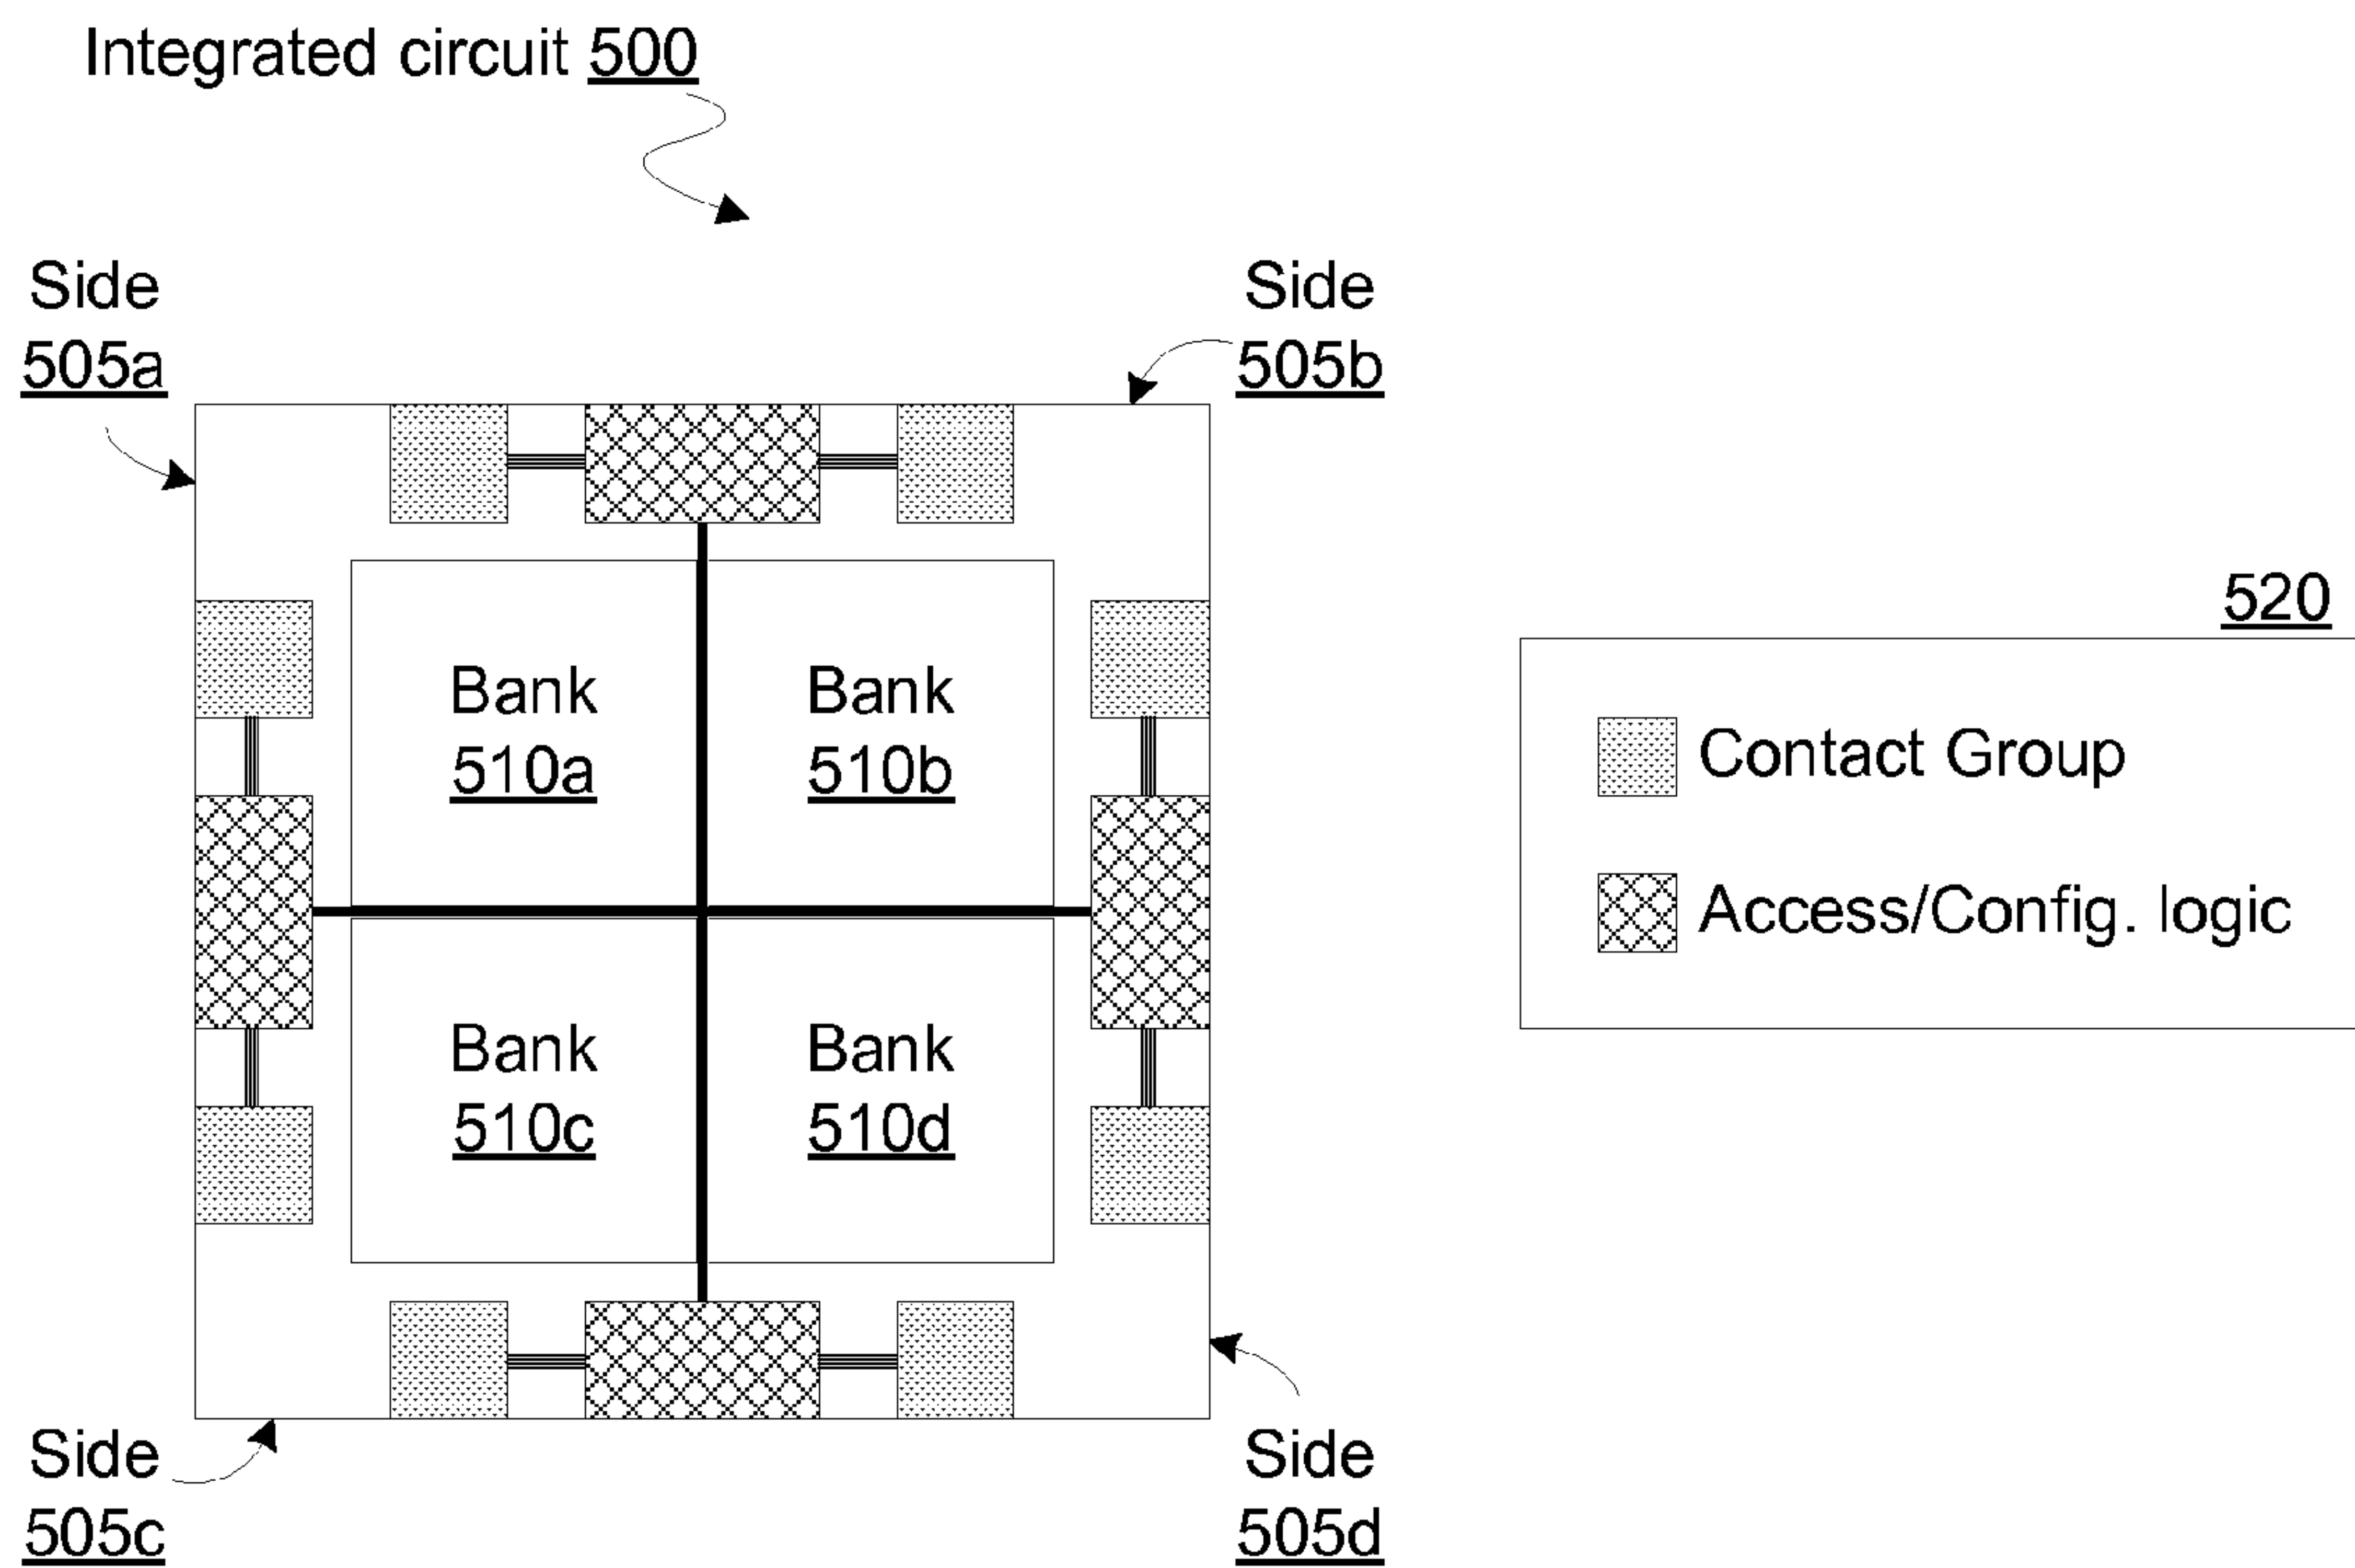 Integrated circuit 500
Side
505a
Side
505b
520
Bank
510a
Bank
510b
Contact Group
Access/Config. logic
Bank
510c
Bank
510d
Side
505c
Side
505d